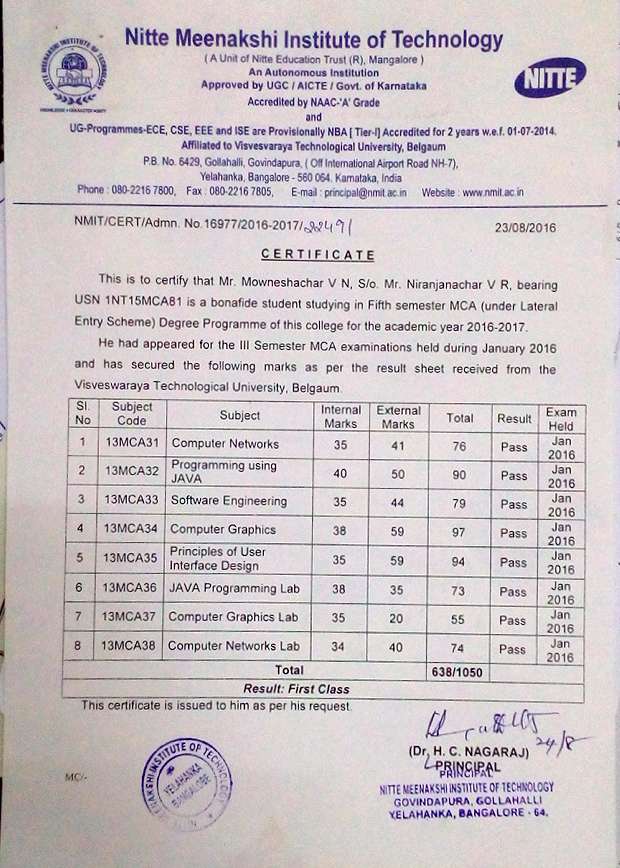 Nitte Meenakshi Institute of Technology
( A Unit of Nitte Education Trust (R), Mangalore )
An Autonomous Institution
Approved by UGC / AICTE / Govt. of Karnataka
Accredited by NAAC-'A' Grade
and
UG-Programmes-ECE, CSE, EEE and ISE are Provisionally NBA [ Tier-I] Accredited for 2 years w.e.f. 01-07-2014.
Affiliated to Visvesvaraya Technological University, Belgaum
P.B. No. 6429, Gollahalli, Govindapura, ( Off International Airport Road NH-7),
Yelahanka, Bangalore - 560 064. Karnataka, India
Phone : 080-2216 7800, Fax : 080-2216 7805, E-mail : principal@nmit.ac.in Website : www.nmit.ac.in
NITTE MEENAKSHI INSTITUTE OF TECHNOLOGY
NITTE
NMIT/CERT/Admn. No.16977/2016-2017/22491 23/08/2016
CERTIFICATE
This is to certify that Mr. Mowneshachar V N, S/o. Mr. Niranjanachar V R, bearing
USN 1NT15MCA81 is a bonafide student studying in Fifth semester MCA (under Lateral
Entry Scheme) Degree Programme of this college for the academic year 2016-2017.
He had appeared for the III Semester MCA examinations held during January 2016
and has secured the following marks as per the result sheet received from the
Visveswaraya Technological University, Belgaum.
Sl. No Subject Code Subject Internal Marks External Marks Total Result Exam Held
1 13MCA31 Computer Networks 35 41 76 Pass Jan 2016
2 13MCA32 Programming using JAVA 40 50 90 Pass Jan 2016
3 13MCA33 Software Engineering 35 44 79 Pass Jan 2016
4 13MCA34 Computer Graphics 38 59 97 Pass Jan 2016
5 13MCA35 Principles of User Interface Design 35 59 94 Pass Jan 2016
6 13MCA36 JAVA Programming Lab 38 35 73 Pass Jan 2016
7 13MCA37 Computer Graphics Lab 35 20 55 Pass Jan 2016
8 13MCA38 Computer Networks Lab 34 40 74 Pass Jan 2016
Total 638/1050
Result: First Class
This certificate is issued to him as per his request.
24/8
(Dr. H. C. NAGARAJ)
PRINCIPAL
PRINCIPAL
NITTE MEENAKSHI INSTITUTE OF TECHNOLOGY
GOVINDAPURA, GOLLAHALLI
YELAHANKA, BANGALORE - 64.
MC/-
MEENAKSHI INSTITUTE OF TECHNOLOGY
YELAHANKA
BANGALORE